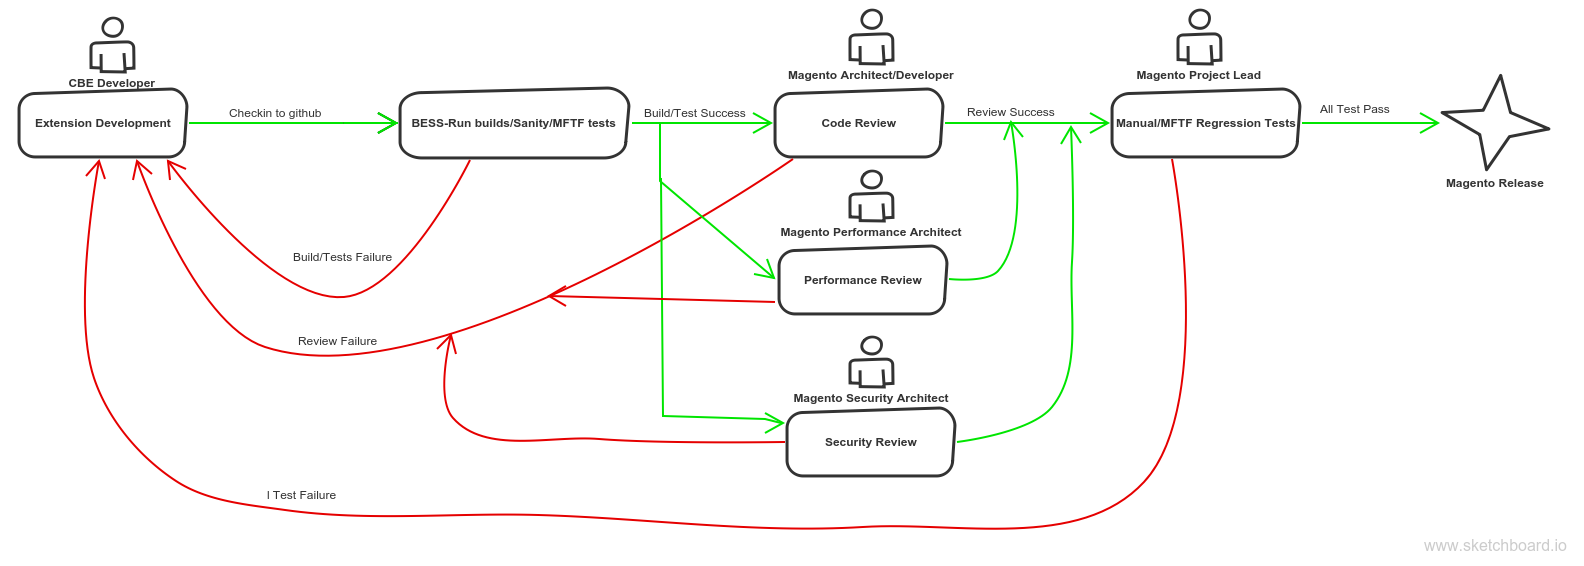 CBE Developer
Extension Development
Checkin to github
BESS-Run builds/Sanity/MFTF tests
Build/Test Success
Magento Architect/Developer
Code Review
Review Success
Magento Project Lead
Manual/MFTF Regression Tests
All Test Pass
Magento Release
Magento Performance Architect
Performance Review
Build/Tests Failure
Review Failure
Magento Security Architect
Security Review
I Test Failure
www.sketchboard.io